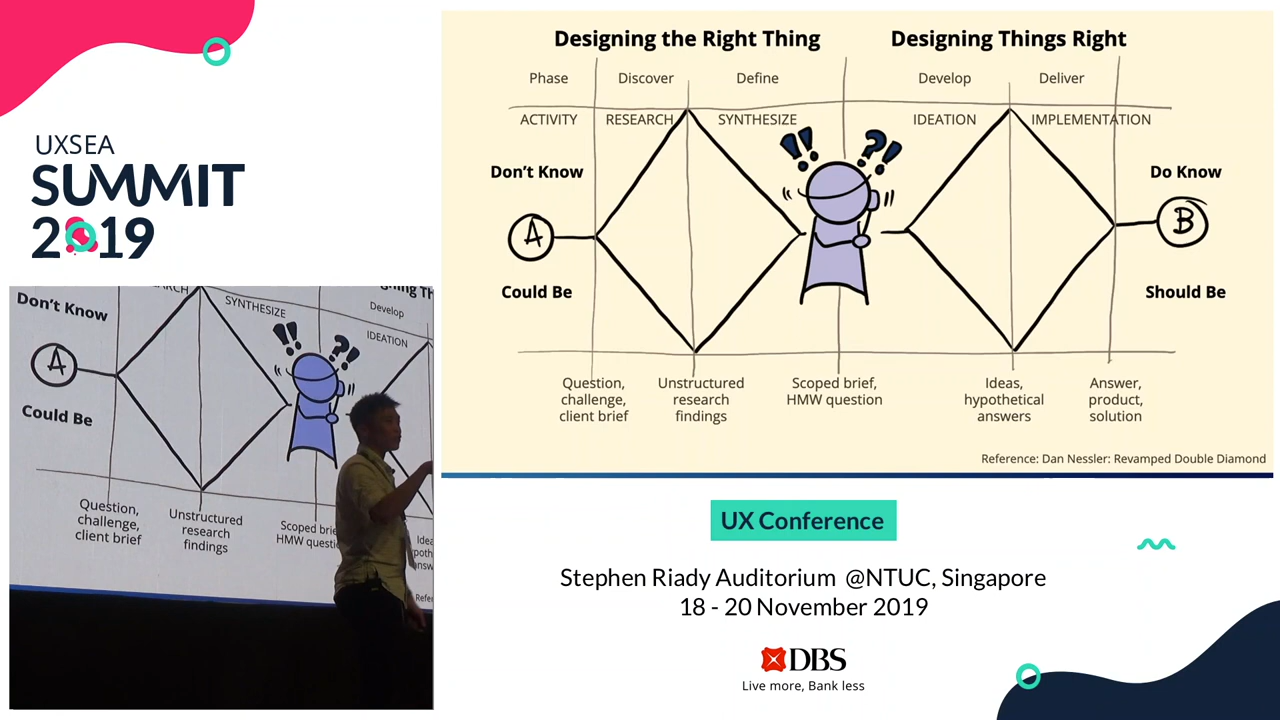 UXSEA
SUMMIT
2019
Designing the Right Thing
Designing Things Right
Phase
Discover
Define
Develop
Deliver
ACTIVITY
RESEARCH
SYNTHESIZE
IDEATION
IMPLEMENTATION
Don't Know
!!
?!
Do Know
A
B
Could Be
Should Be
Question,
challenge,
client brief
Unstructured
research
findings
Scoped brief,
HMW question
Ideas,
hypothetical
answers
Answer,
product,
solution
Reference: Dan Nessler: Revamped Double Diamond
Don't Know
SYNTHESIZE
Develop
IDEATION
!!
?!
A
Could Be
Question,
challenge,
client brief
Unstructured
research
findings
Scoped
HMW
UX Conference
Stephen Riady Auditorium @NTUC, Singapore
18 - 20 November 2019
DBS
Live more, Bank less